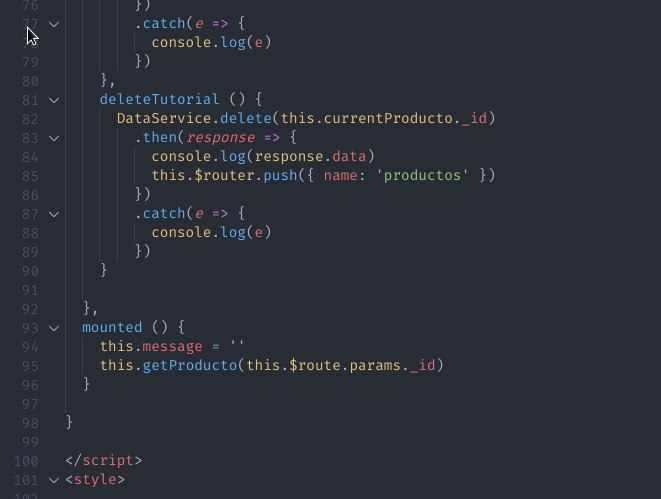 76 })
77 .catch(e => {
console.log(e)
79 })
80 },
81 deleteTutorial () {
82 DataService.delete(this.currentProducto._id)
83 .then(response => {
84 console.log(response.data)
85 this.$router.push({ name: 'productos' })
86 })
87 .catch(e => {
88 console.log(e)
89 })
90 }
91
92 },
93 mounted () {
94 this.message = ''
95 this.getProducto(this.$route.params._id)
96 }
97
98 }
99
100 </script>
101 <style>
102